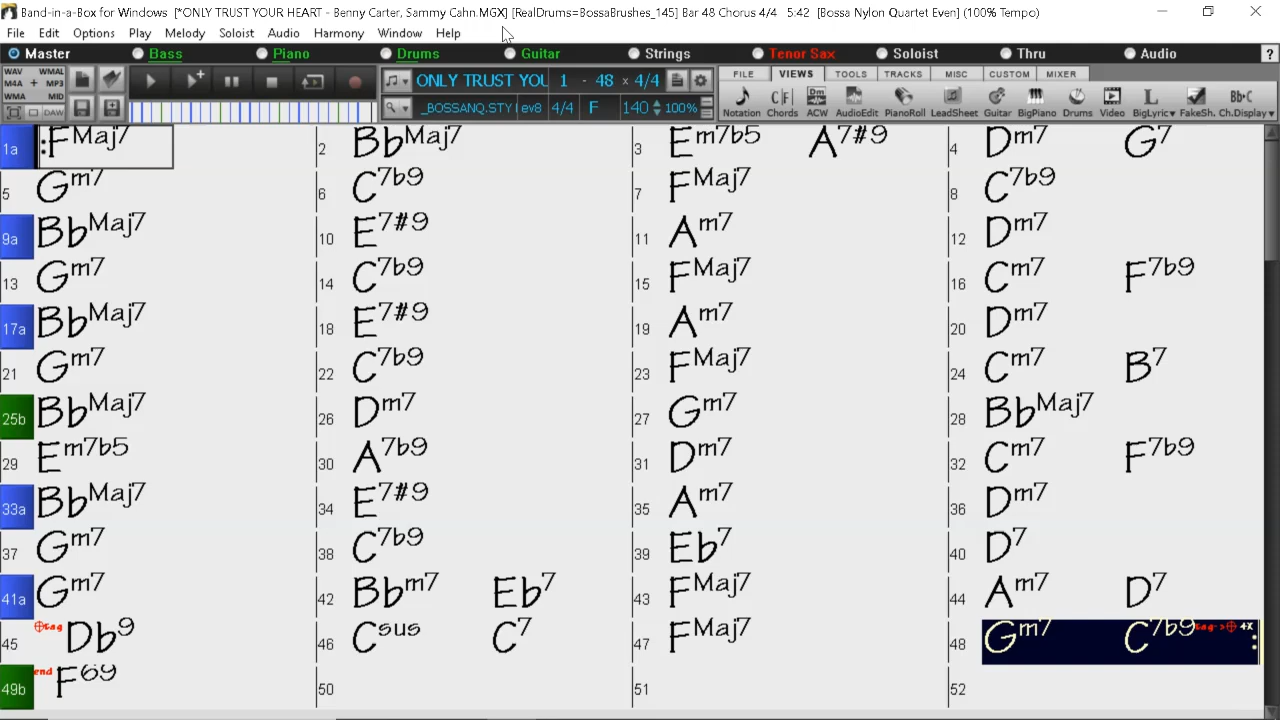 Band-in-a-Box for Windows [*ONLY TRUST YOUR HEART - Benny Carter, Sammy Cahn.MGX] [RealDrums=BossaBrushes_145] Bar 48 Chorus 4/4 5:42 [Bossa Nylon Quartet Even] (100% Tempo)
File Edit Options Play Melody Soloist Audio Harmony Window Help
Master Bass Piano Drums Guitar Strings Tenor Sax Soloist Thru Audio ?
WAV WMAL
M4A + MP3
WMA MID
DAW
ONLY TRUST YOU 1 - 48 x 4/4
_BOSSANQ.STY ev8 4/4 F 140 100%
FILE VIEWS TOOLS TRACKS MISC CUSTOM MIXER
Notation Chords ACW AudioEdit PianoRoll LeadSheet Guitar BigPiano Drums Video BigLyric FakeSh. Ch.Display
1a :FMaj7 2 BbMaj7 3 Em7b5 A7#9 4 Dm7 G7
5 Gm7 6 C7b9 7 FMaj7 8 C7b9
9a BbMaj7 10 E7#9 11 Am7 12 Dm7
13 Gm7 14 C7b9 15 FMaj7 16 Cm7 F7b9
17a BbMaj7 18 E7#9 19 Am7 20 Dm7
21 Gm7 22 C7b9 23 FMaj7 24 Cm7 B7
25b BbMaj7 26 Dm7 27 Gm7 28 BbMaj7
29 Em7b5 30 A7b9 31 Dm7 32 Cm7 F7b9
33a BbMaj7 34 E7#9 35 Am7 36 Dm7
37 Gm7 38 C7b9 39 Eb7 40 D7
41a Gm7 42 Bbm7 Eb7 43 FMaj7 44 Am7 D7
45 tag Db9 46 Csus C7 47 FMaj7 48 Gm7 C7b9 tag-> 4X :
49b end F69 50 51 52